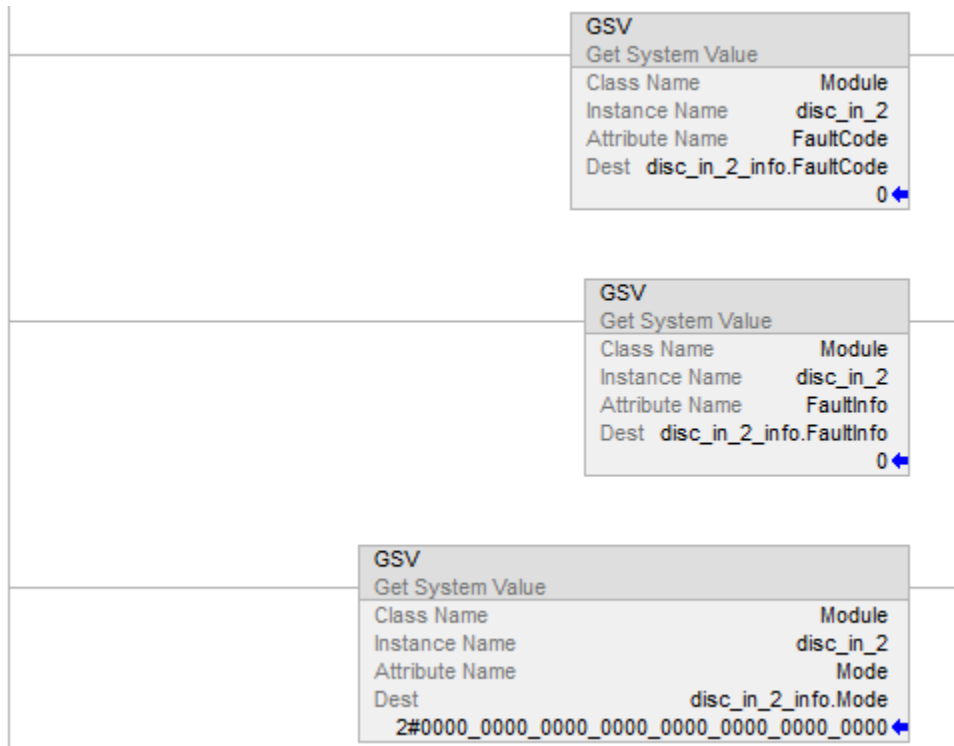 GSV
Get System Value
Class Name Module
Instance Name disc_in_2
Attribute Name FaultCode
Dest disc_in_2_info.FaultCode
0
GSV
Get System Value
Class Name Module
Instance Name disc_in_2
Attribute Name FaultInfo
Dest disc_in_2_info.FaultInfo
0
GSV
Get System Value
Class Name Module
Instance Name disc_in_2
Attribute Name Mode
Dest disc_in_2_info.Mode
2#0000_0000_0000_0000_0000_0000_0000_0000